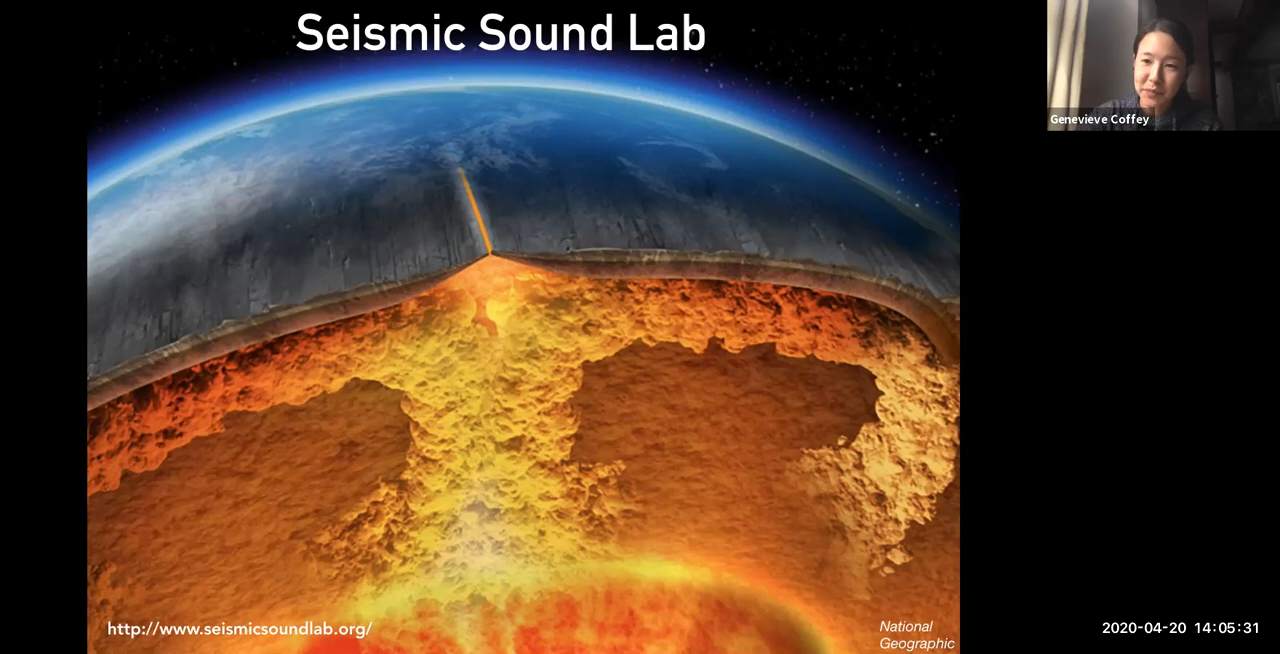 Seismic Sound Lab
Genevieve Coffey
http://www.seismicsoundlab.org/
National
Geographic
2020-04-20 14:05:31